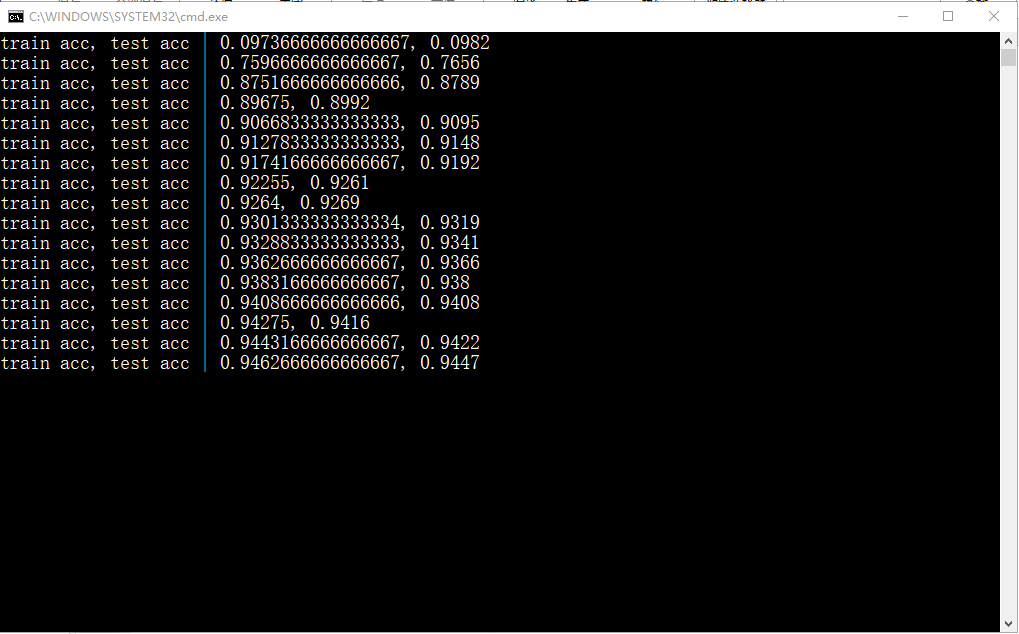 C:\WINDOWS\SYSTEM32\cmd.exe
train acc, test acc | 0.09736666666666667, 0.0982
train acc, test acc | 0.7596666666666667, 0.7656
train acc, test acc | 0.8751666666666666, 0.8789
train acc, test acc | 0.89675, 0.8992
train acc, test acc | 0.9066833333333333, 0.9095
train acc, test acc | 0.9127833333333333, 0.9148
train acc, test acc | 0.9174166666666667, 0.9192
train acc, test acc | 0.92255, 0.9261
train acc, test acc | 0.9264, 0.9269
train acc, test acc | 0.9301333333333334, 0.9319
train acc, test acc | 0.9328833333333333, 0.9341
train acc, test acc | 0.9362666666666667, 0.9366
train acc, test acc | 0.9383166666666667, 0.938
train acc, test acc | 0.9408666666666666, 0.9408
train acc, test acc | 0.94275, 0.9416
train acc, test acc | 0.9443166666666667, 0.9422
train acc, test acc | 0.9462666666666667, 0.9447